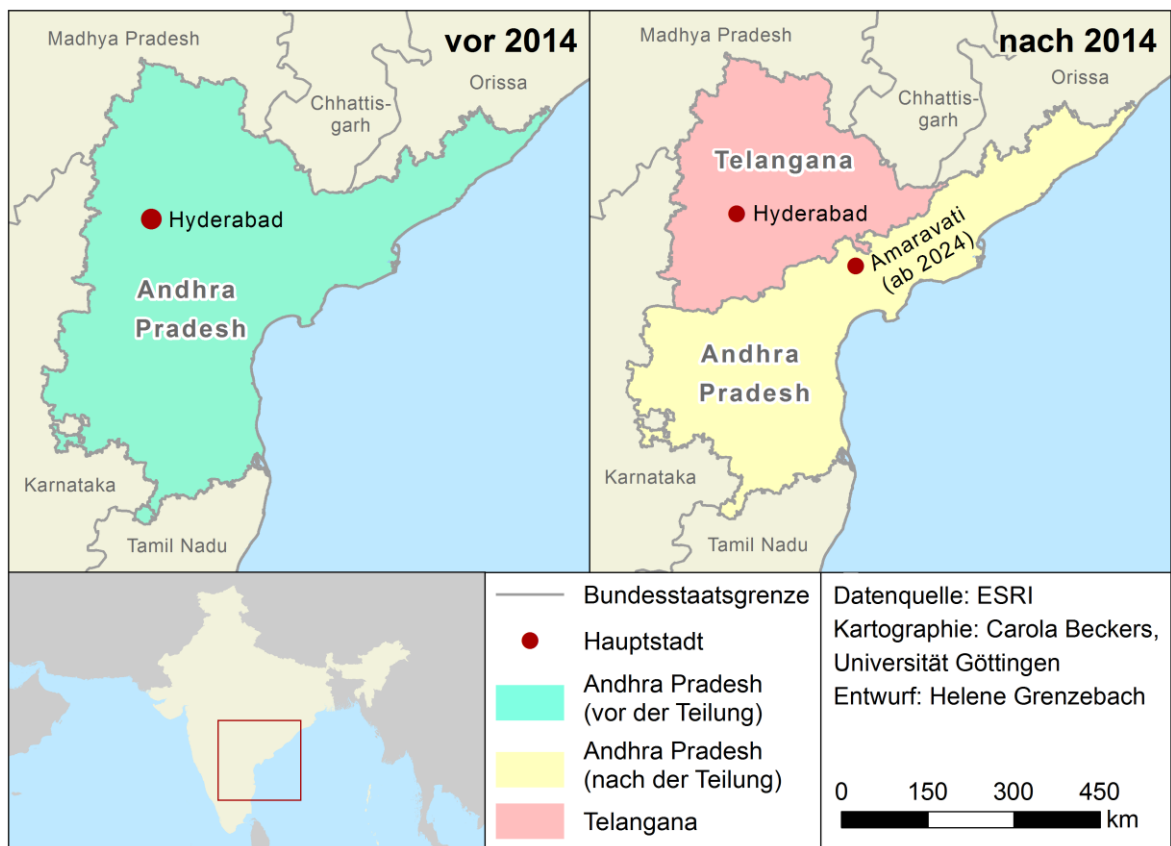 vor 2014
Madhya Pradesh
Orissa
Chhattis-
garh
Hyderabad
Andhra
Pradesh
Karnataka
Tamil Nadu
nach 2014
Madhya Pradesh
Orissa
Chhattis-
garh
Telangana
Hyderabad
Amaravati
(ab 2024)
Andhra
Pradesh
Karnataka
Tamil Nadu
Bundesstaatsgrenze
Hauptstadt
Andhra Pradesh
(vor der Teilung)
Andhra Pradesh
(nach der Teilung)
Telangana
Datenquelle: ESRI
Kartographie: Carola Beckers,
Universität Göttingen
Entwurf: Helene Grenzebach
0 150 300 450
km